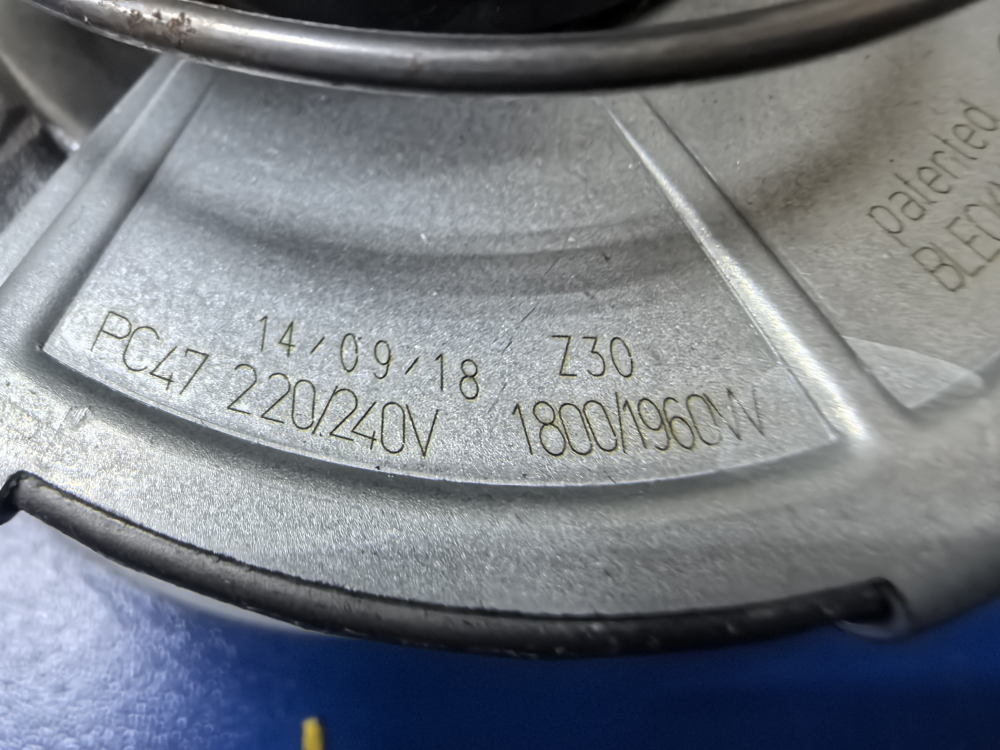 14/09/18 Z30
PC47 220/240V 1800/1960W
patented